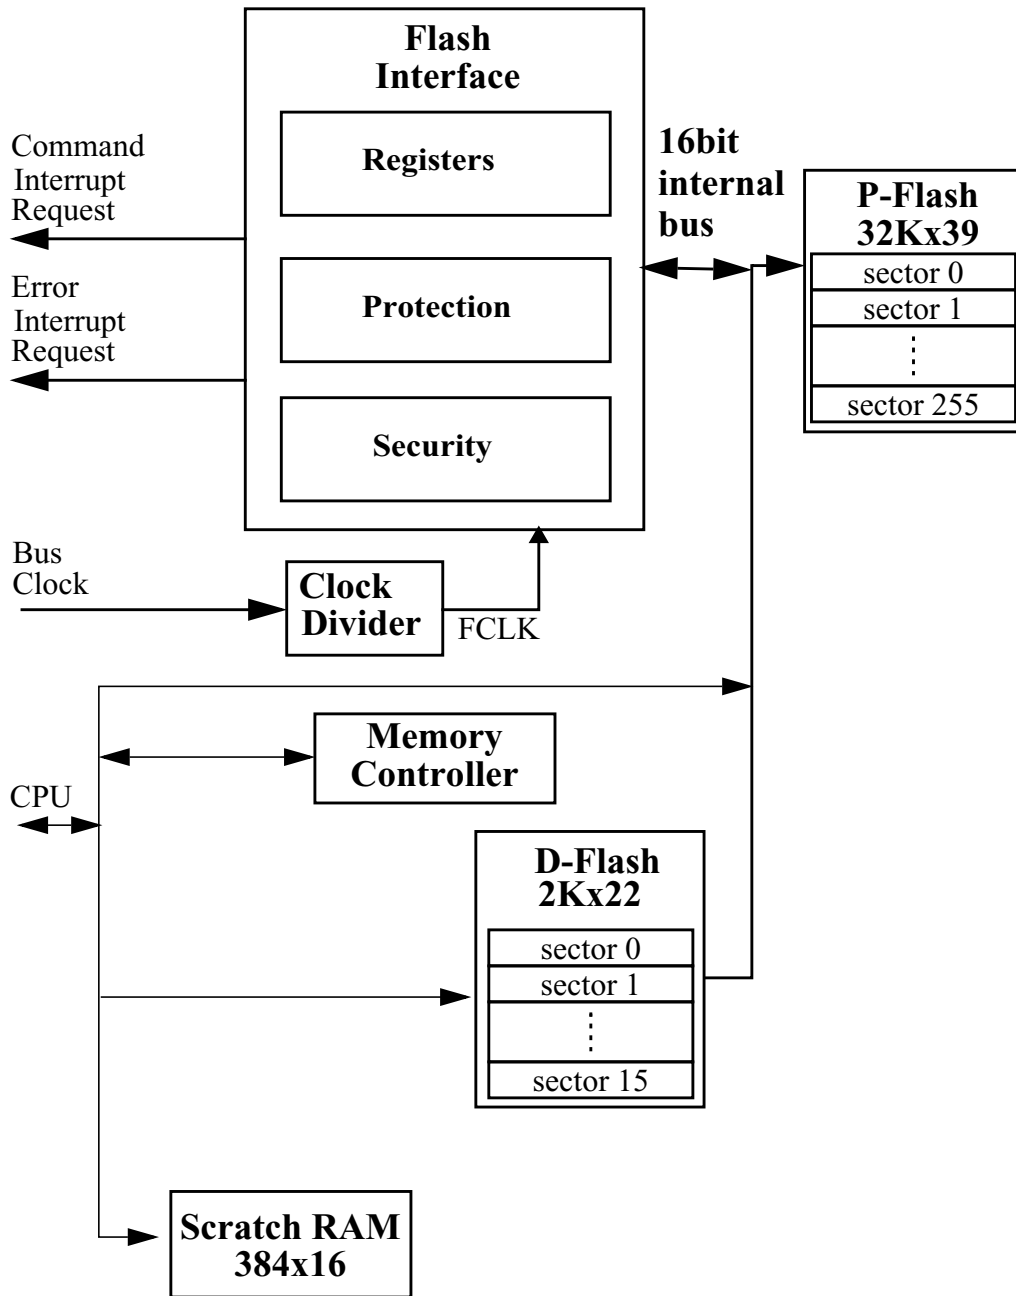 Flash
Interface
Registers
Protection
Security
Command
Interrupt
Request
Error
Interrupt
Request
16bit
internal
bus
P-Flash
32Kx39
sector 0
sector 1
sector 255
Bus
Clock
Clock
Divider
FCLK
Memory
Controller
CPU
D-Flash
2Kx22
sector 0
sector 1
sector 15
Scratch RAM
384x16